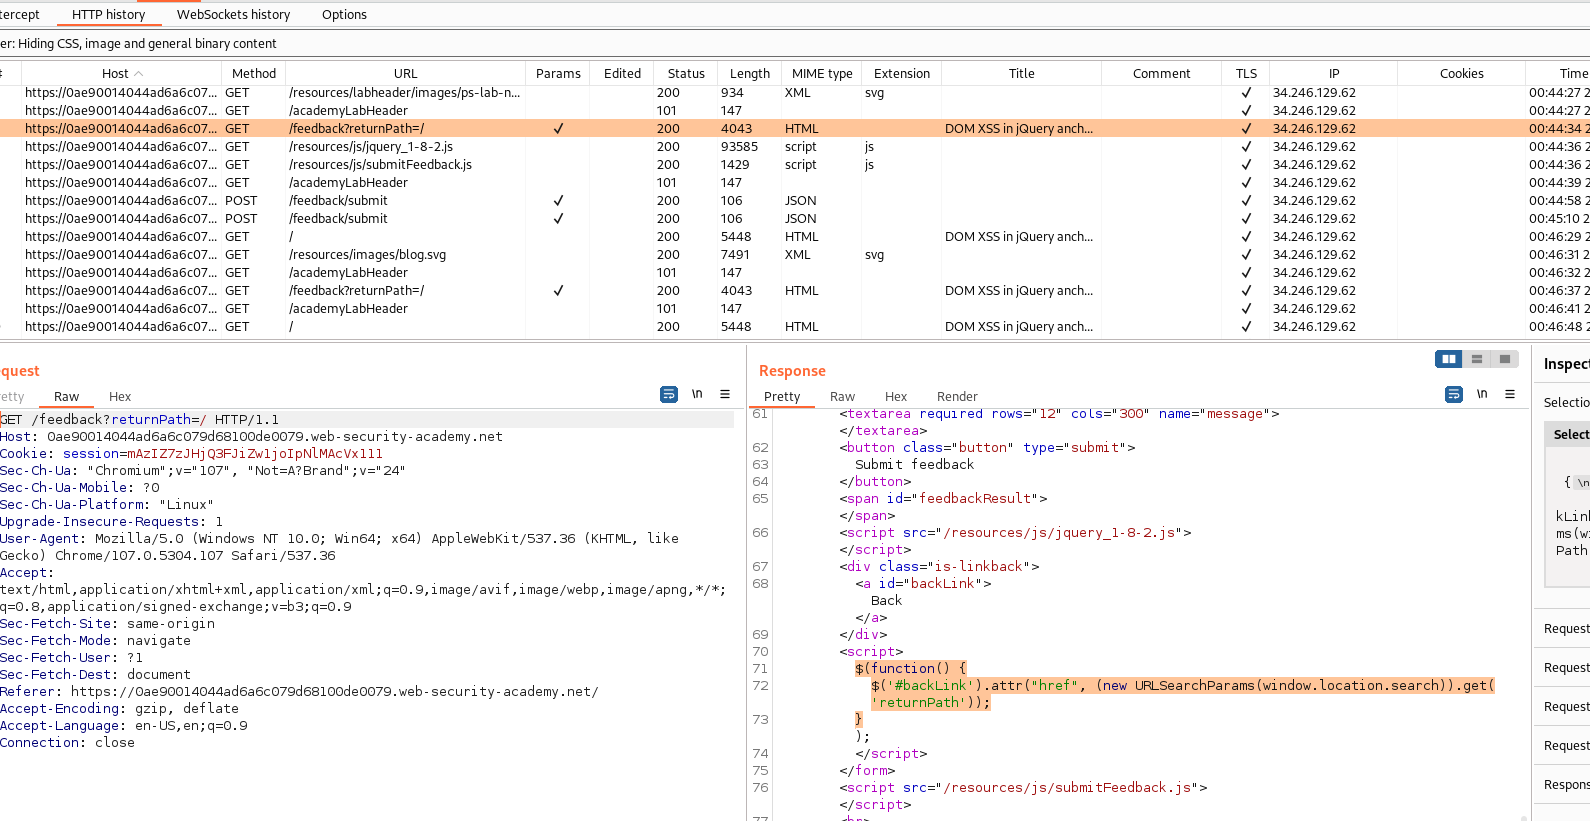 tercept HTTP history WebSockets history Options
er: Hiding CSS, image and general binary content
Host Method URL Params Edited Status Length MIME type Extension Title Comment TLS IP Cookies Time
https://0ae90014044ad6a6c07... GET /resources/labheader/images/ps-lab-n... 200 934 XML svg ✓ 34.246.129.62 00:44:27 2
https://0ae90014044ad6a6c07... GET /academyLabHeader 101 147 ✓ 34.246.129.62 00:44:27 2
https://0ae90014044ad6a6c07... GET /feedback?returnPath=/ ✓ 200 4043 HTML DOM XSS in jQuery anch... ✓ 34.246.129.62 00:44:34 2
https://0ae90014044ad6a6c07... GET /resources/js/jquery_1-8-2.js 200 93585 script js ✓ 34.246.129.62 00:44:36 2
https://0ae90014044ad6a6c07... GET /resources/js/submitFeedback.js 200 1429 script js ✓ 34.246.129.62 00:44:36 2
https://0ae90014044ad6a6c07... GET /academyLabHeader 101 147 ✓ 34.246.129.62 00:44:39 2
https://0ae90014044ad6a6c07... POST /feedback/submit ✓ 200 106 JSON ✓ 34.246.129.62 00:44:58 2
https://0ae90014044ad6a6c07... POST /feedback/submit ✓ 200 106 JSON ✓ 34.246.129.62 00:45:10 2
https://0ae90014044ad6a6c07... GET / 200 5448 HTML DOM XSS in jQuery anch... ✓ 34.246.129.62 00:46:29 2
https://0ae90014044ad6a6c07... GET /resources/images/blog.svg 200 7491 XML svg ✓ 34.246.129.62 00:46:31 2
https://0ae90014044ad6a6c07... GET /academyLabHeader 101 147 ✓ 34.246.129.62 00:46:32 2
https://0ae90014044ad6a6c07... GET /feedback?returnPath=/ ✓ 200 4043 HTML DOM XSS in jQuery anch... ✓ 34.246.129.62 00:46:37 2
https://0ae90014044ad6a6c07... GET /academyLabHeader 101 147 ✓ 34.246.129.62 00:46:41 2
https://0ae90014044ad6a6c07... GET / 200 5448 HTML DOM XSS in jQuery anch... ✓ 34.246.129.62 00:46:48 2
quest
etty Raw Hex \n
GET /feedback?returnPath=/ HTTP/1.1
Host: 0ae90014044ad6a6c079d68100de0079.web-security-academy.net
Cookie: session=mAzIZ7zJHjQ3FJiZw1joIpNlMAcVx1l1
Sec-Ch-Ua: "Chromium";v="107", "Not=A?Brand";v="24"
Sec-Ch-Ua-Mobile: ?0
Sec-Ch-Ua-Platform: "Linux"
Upgrade-Insecure-Requests: 1
User-Agent: Mozilla/5.0 (Windows NT 10.0; Win64; x64) AppleWebKit/537.36 (KHTML, like
Gecko) Chrome/107.0.5304.107 Safari/537.36
Accept:
text/html,application/xhtml+xml,application/xml;q=0.9,image/avif,image/webp,image/apng,*/*;
q=0.8,application/signed-exchange;v=b3;q=0.9
Sec-Fetch-Site: same-origin
Sec-Fetch-Mode: navigate
Sec-Fetch-User: ?1
Sec-Fetch-Dest: document
Referer: https://0ae90014044ad6a6c079d68100de0079.web-security-academy.net/
Accept-Encoding: gzip, deflate
Accept-Language: en-US,en;q=0.9
Connection: close
Response
Pretty Raw Hex Render \n
61 <textarea required rows="12" cols="300" name="message">
</textarea>
62 <button class="button" type="submit">
63 Submit feedback
64 </button>
65 <span id="feedbackResult">
</span>
66 <script src="/resources/js/jquery_1-8-2.js">
</script>
67 <div class="is-linkback">
68 <a id="backLink">
Back
</a>
69 </div>
70 <script>
71 $(function() {
72 $('#backLink').attr("href", (new URLSearchParams(window.location.search)).get(
'returnPath'));
73 }
);
74 </script>
75 </form>
76 <script src="/resources/js/submitFeedback.js">
</script>
77 <br>
Inspect
Selectio
Select
{ \n
kLink
ms(wi
Path
Request
Request
Request
Request
Respons